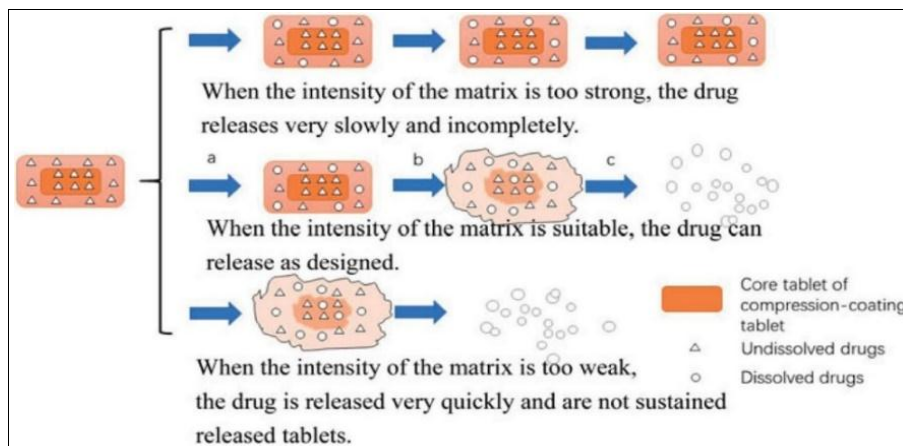 When the intensity of the matrix is too strong, the drug
releases very slowly and incompletely.
a
b
c
When the intensity of the matrix is suitable, the drug can
release as designed.
Core tablet of
compression-coating
tablet
Undissolved drugs
Dissolved drugs
When the intensity of the matrix is too weak,
the drug is released very quickly and are not sustained
released tablets.